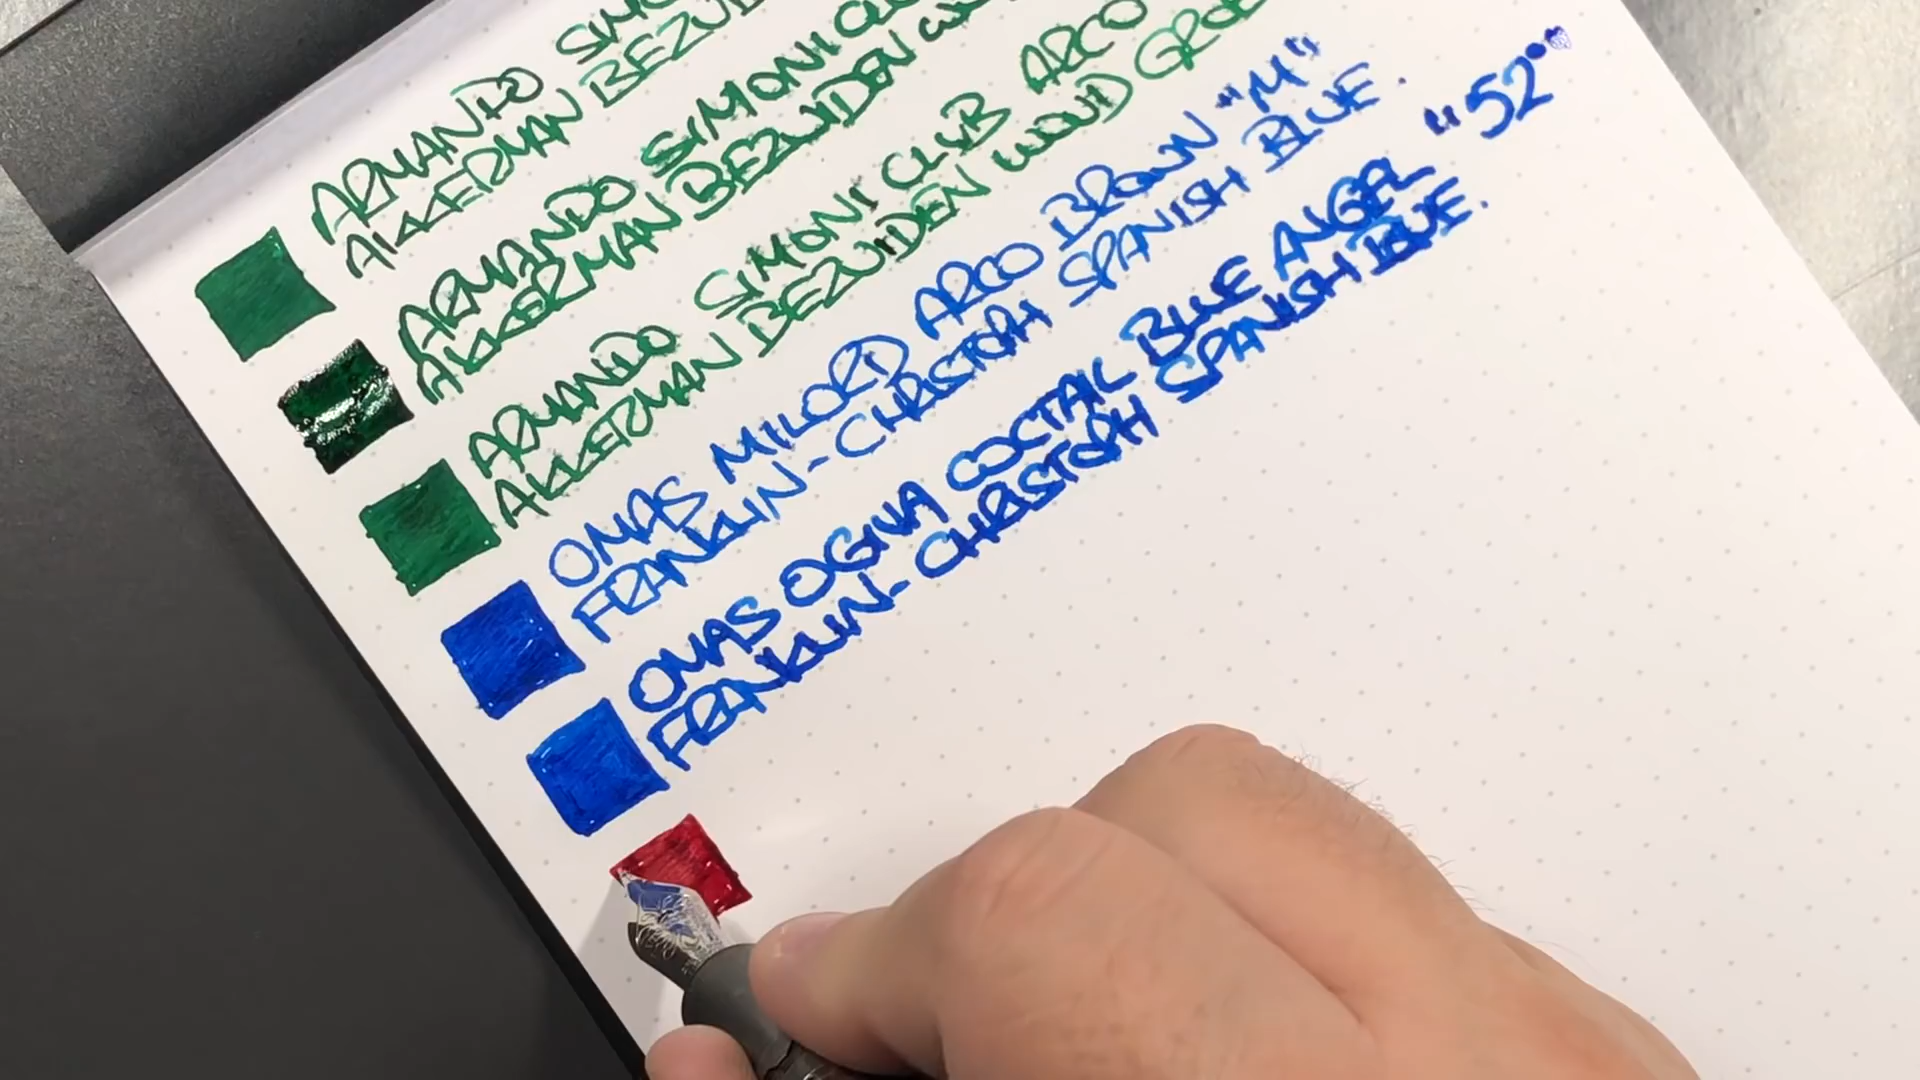 ARMANDO SIMO
AKKERMAN BEZUI
ARMANDO SIMONI CLU
AKKERMAN BEZUIDEN WO
ARMANDO SIMONI CLUB ARCO
AKKERMAN BEZUIDEN WOUD GROE
OMAS MILORD ARCO BROWN "M"
FRANKLIN-CHRISTOPH SPANISH BLUE.
OMAS OGIVA COCTAIL BLUE ANGEL "52"
FRANKLIN-CHRISTOPH SPANISH BLUE.